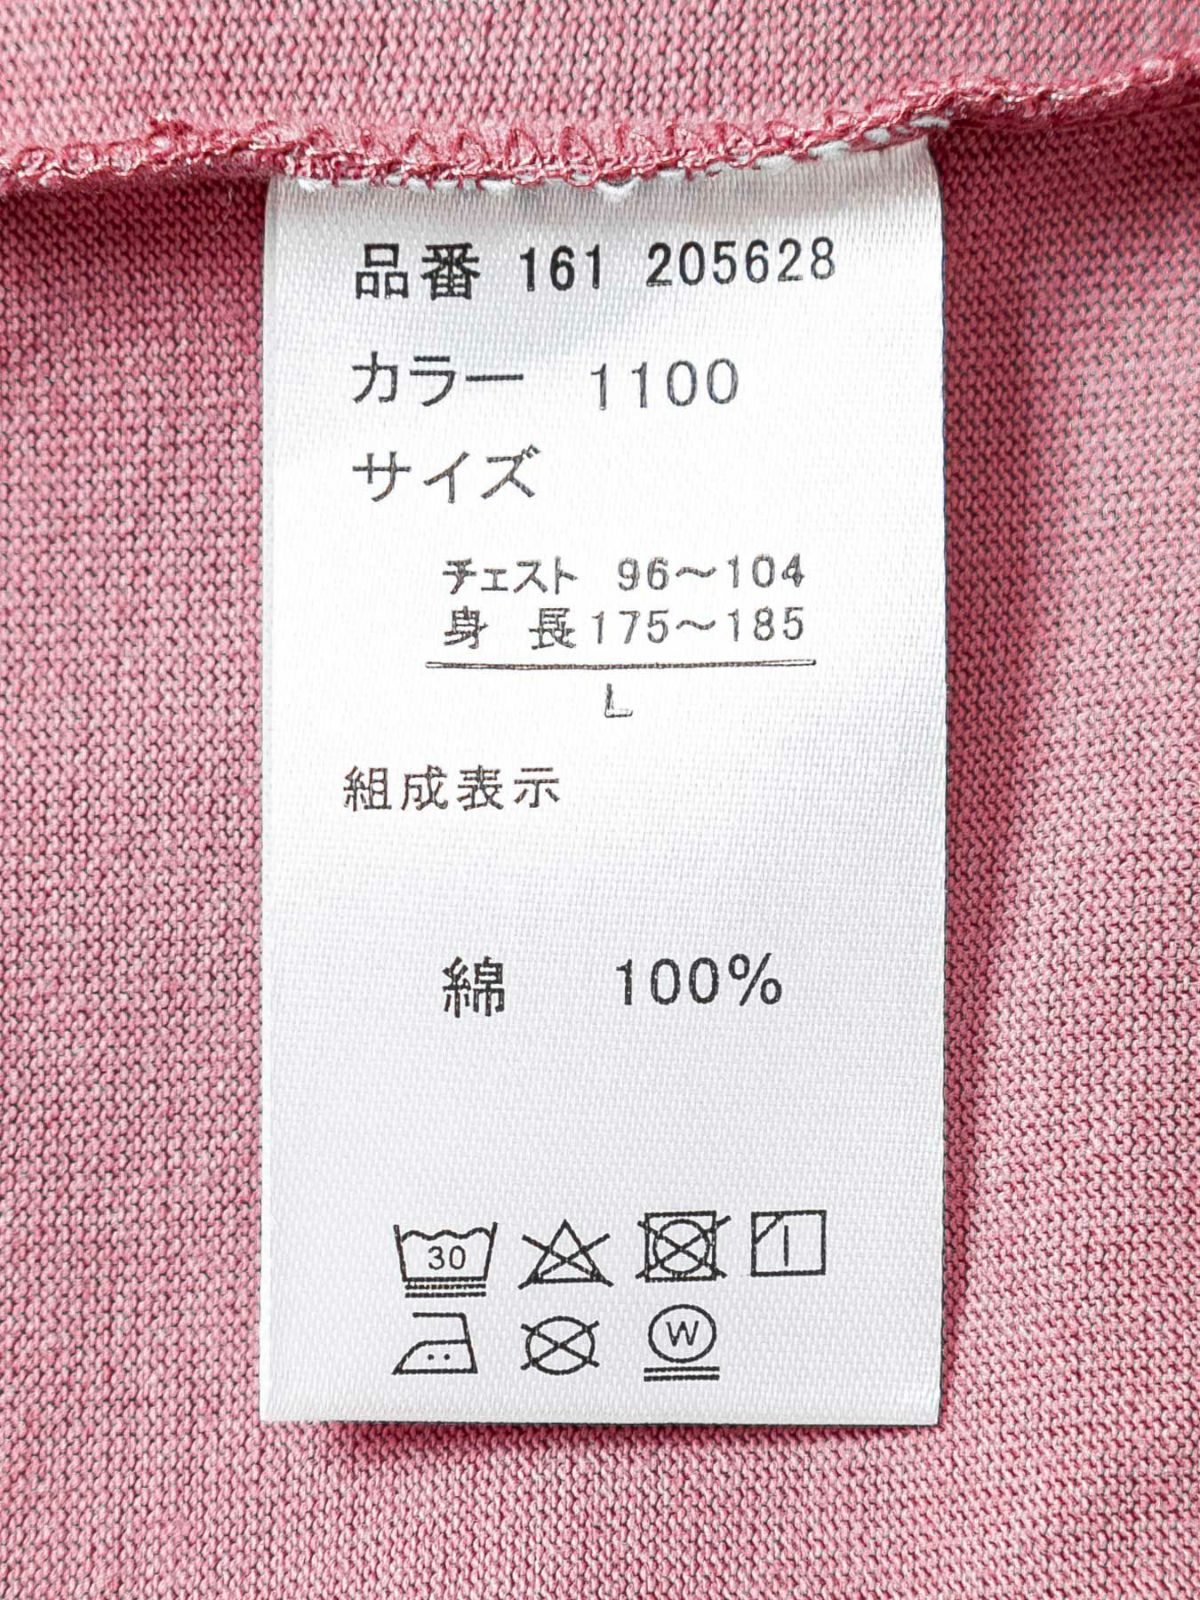 品番 161 205628
カラー 1100
サイズ
チェスト 96～104
身 長 175～185
L
組成表示
綿 100%
30
W